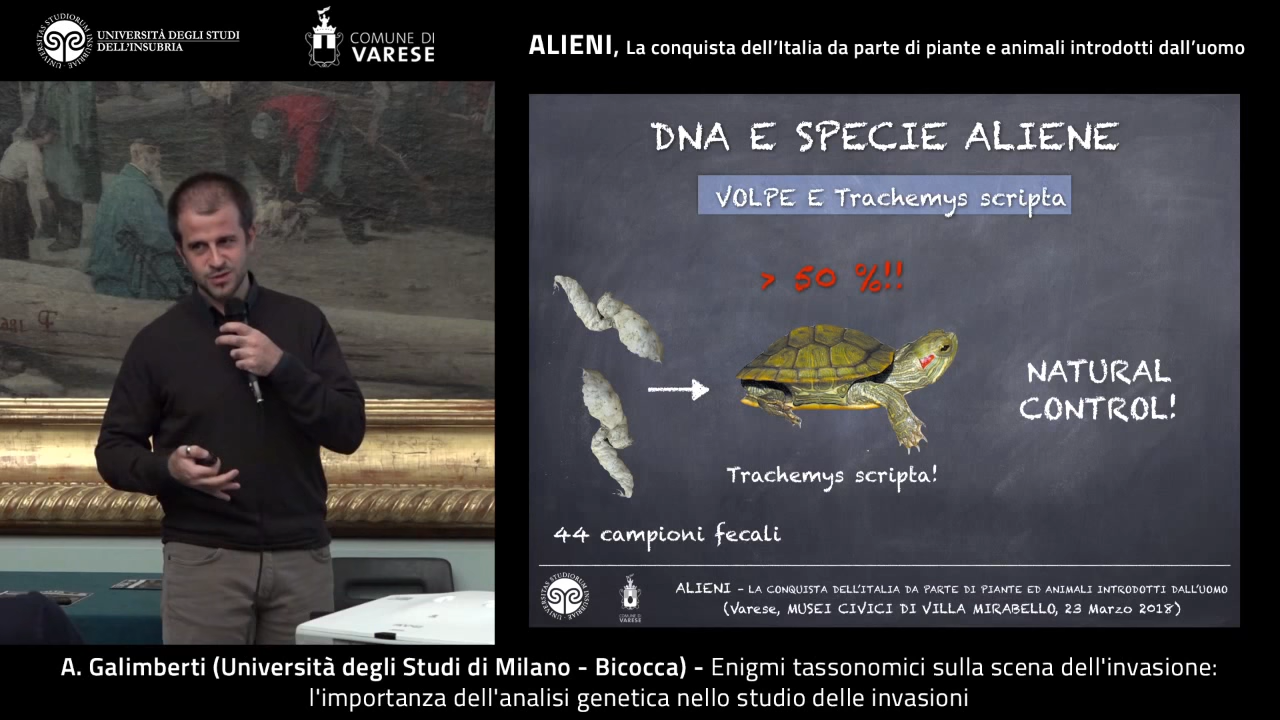 UNIVERSITÀ DEGLI STUDI
DELL'INSUBRIA
COMUNE DI
VARESE
ALIENI, La conquista dell'Italia da parte di piante e animali introdotti dall'uomo
DNA E SPECIE ALIENE
VOLPE E Trachemys scripta
> 50 %!!
NATURAL
CONTROL!
Trachemys scripta!
44 campioni fecali
ALIENI - LA CONQUISTA DELL'ITALIA DA PARTE DI PIANTE ED ANIMALI INTRODOTTI DALL'UOMO
(Varese, MUSEI CIVICI DI VILLA MIRABELLO, 23 Marzo 2018)
COMUNE DI
VARESE
A. Galimberti (Università degli Studi di Milano - Bicocca) - Enigmi tassonomici sulla scena dell'invasione:
l'importanza dell'analisi genetica nello studio delle invasioni